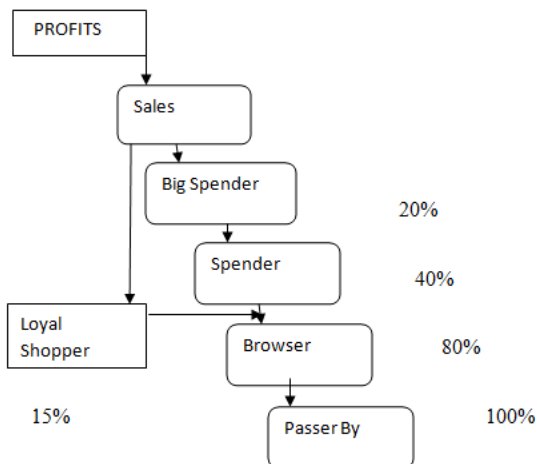 PROFITS
Sales
Big Spender
20%
Spender
40%
Loyal
Shopper
Browser
80%
15%
Passer By
100%